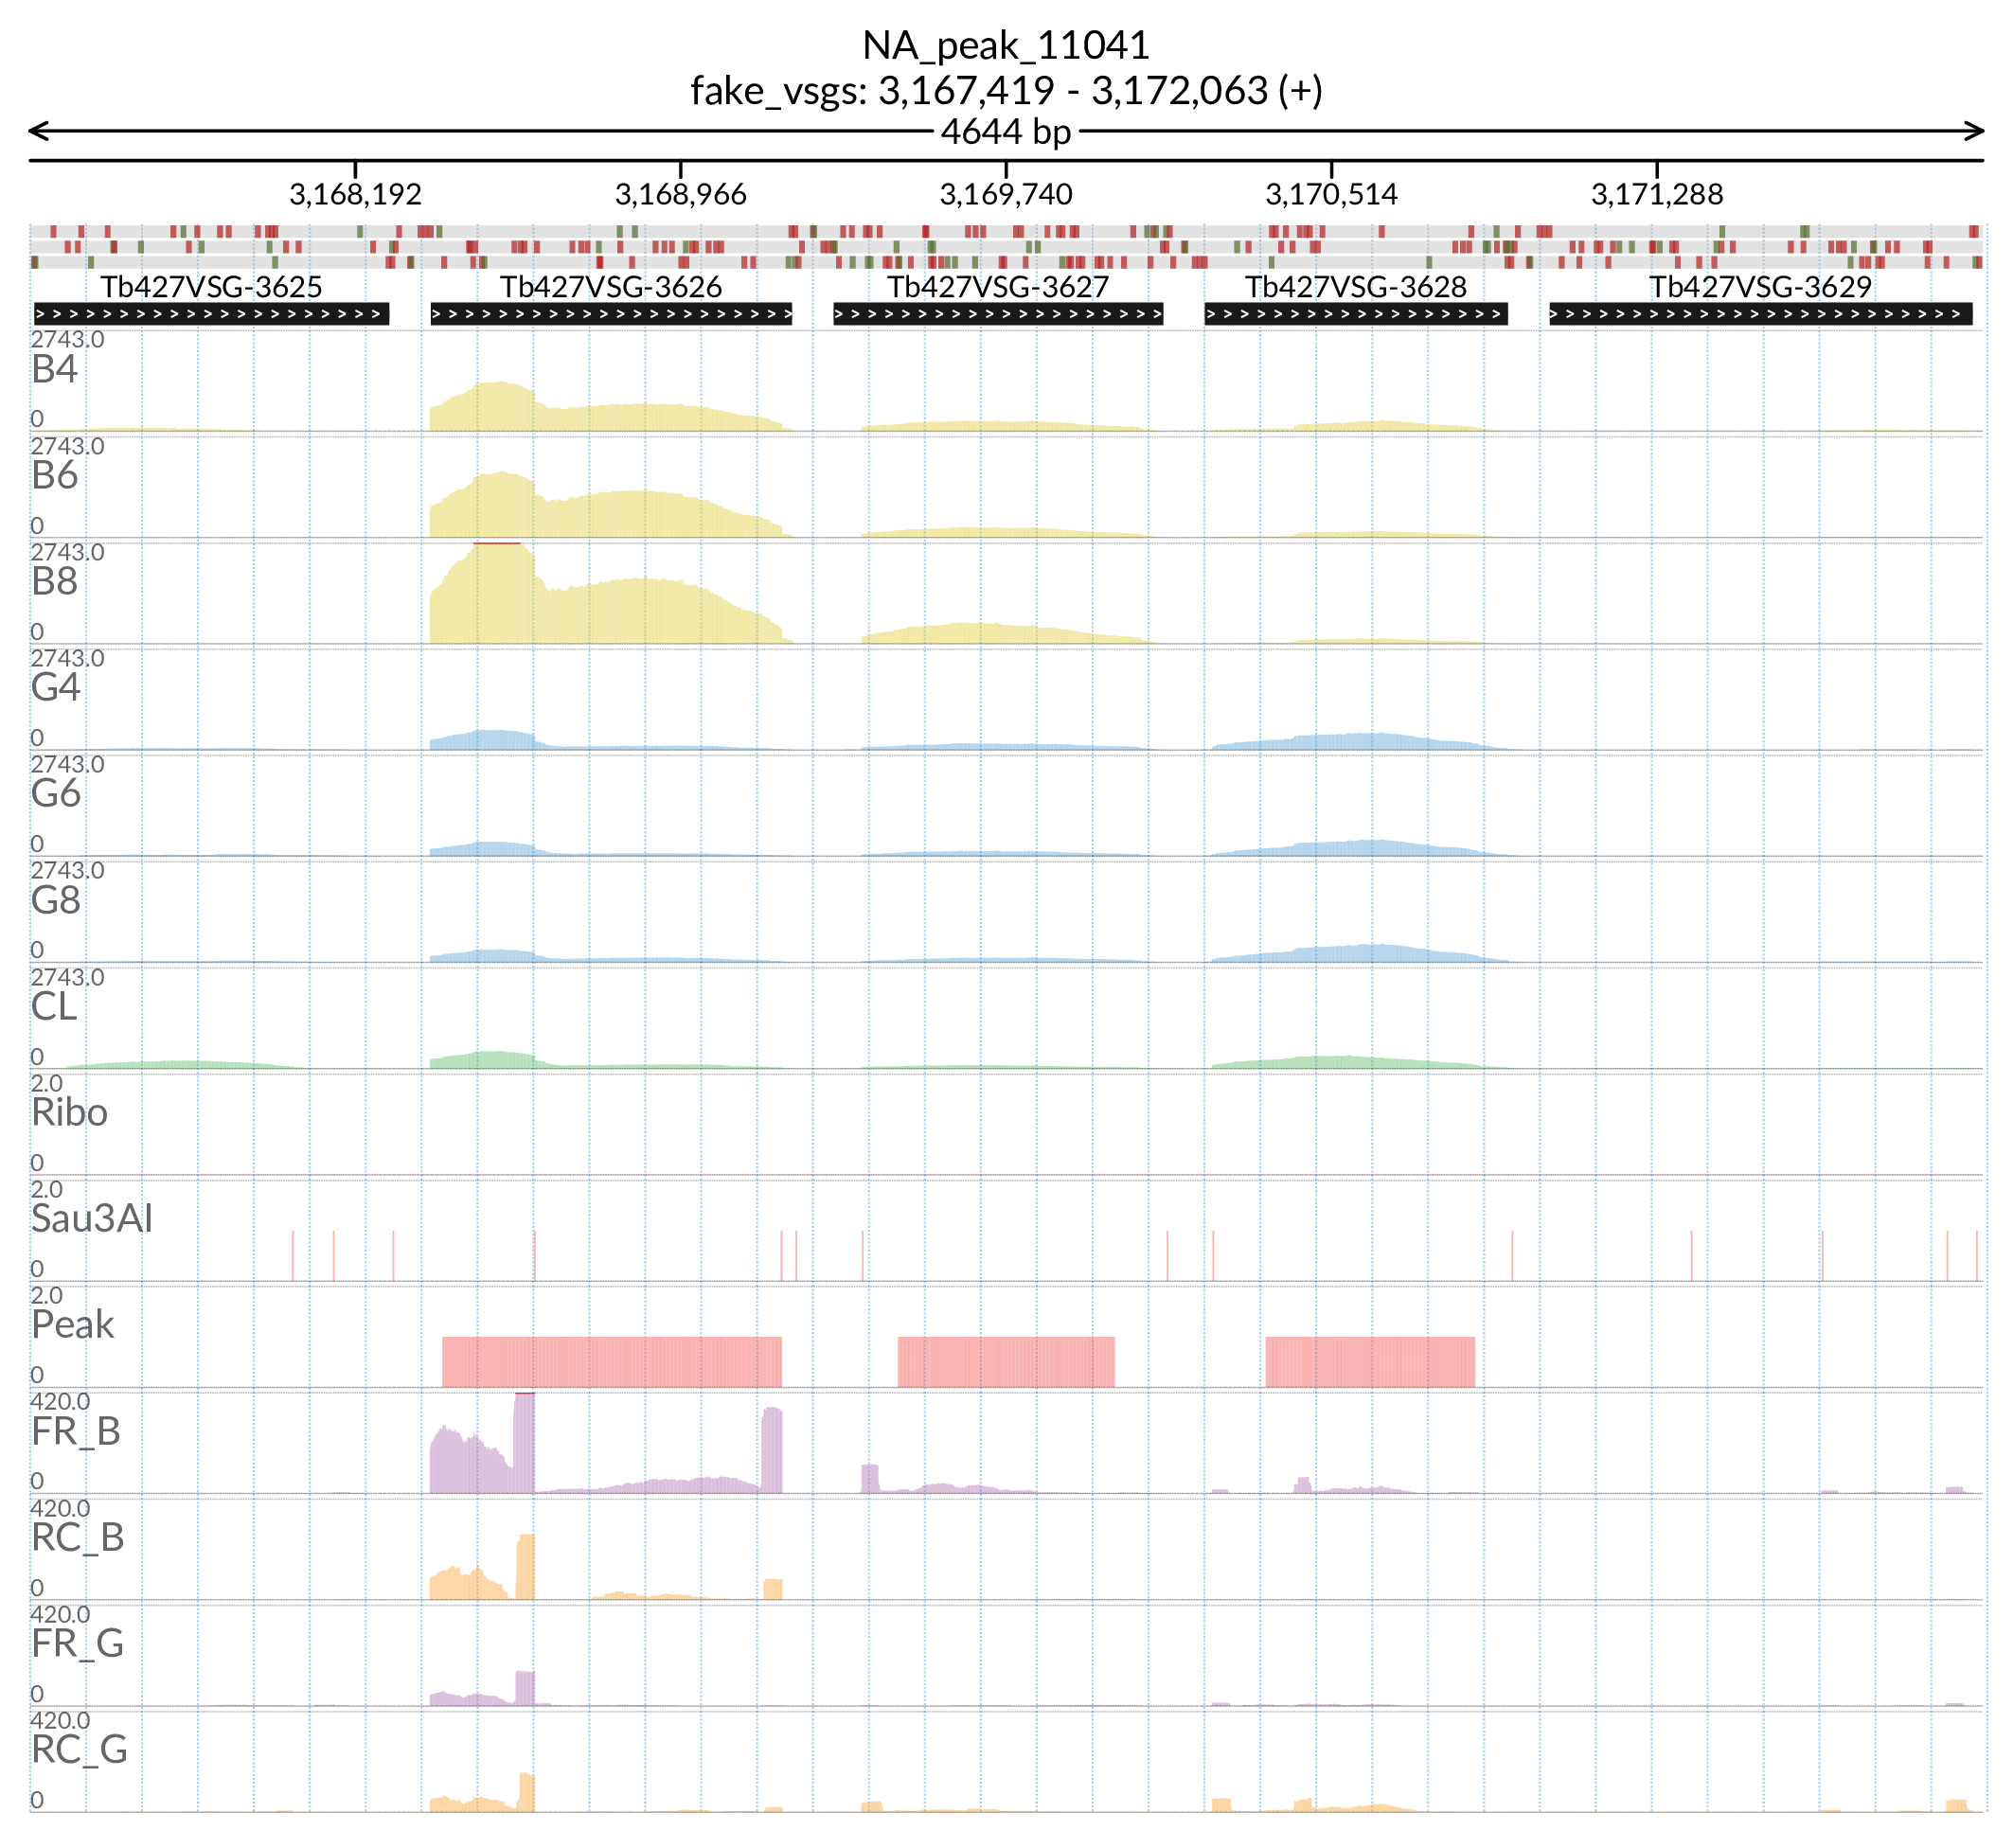 NA_peak_11041
fake_vsgs: 3,167,419 - 3,172,063 (+)
4644 bp
3,168,192 3,168,966 3,169,740 3,170,514 3,171,288
Tb427VSG-3625 Tb427VSG-3626 Tb427VSG-3627 Tb427VSG-3628 Tb427VSG-3629
2743.0
B4
0
2743.0
B6
0
2743.0
B8
0
2743.0
G4
0
2743.0
G6
0
2743.0
G8
0
2743.0
CL
0
2.0
Ribo
0
2.0
Sau3AI
0
2.0
Peak
0
420.0
FR_B
0
420.0
RC_B
0
420.0
FR_G
0
420.0
RC_G
0